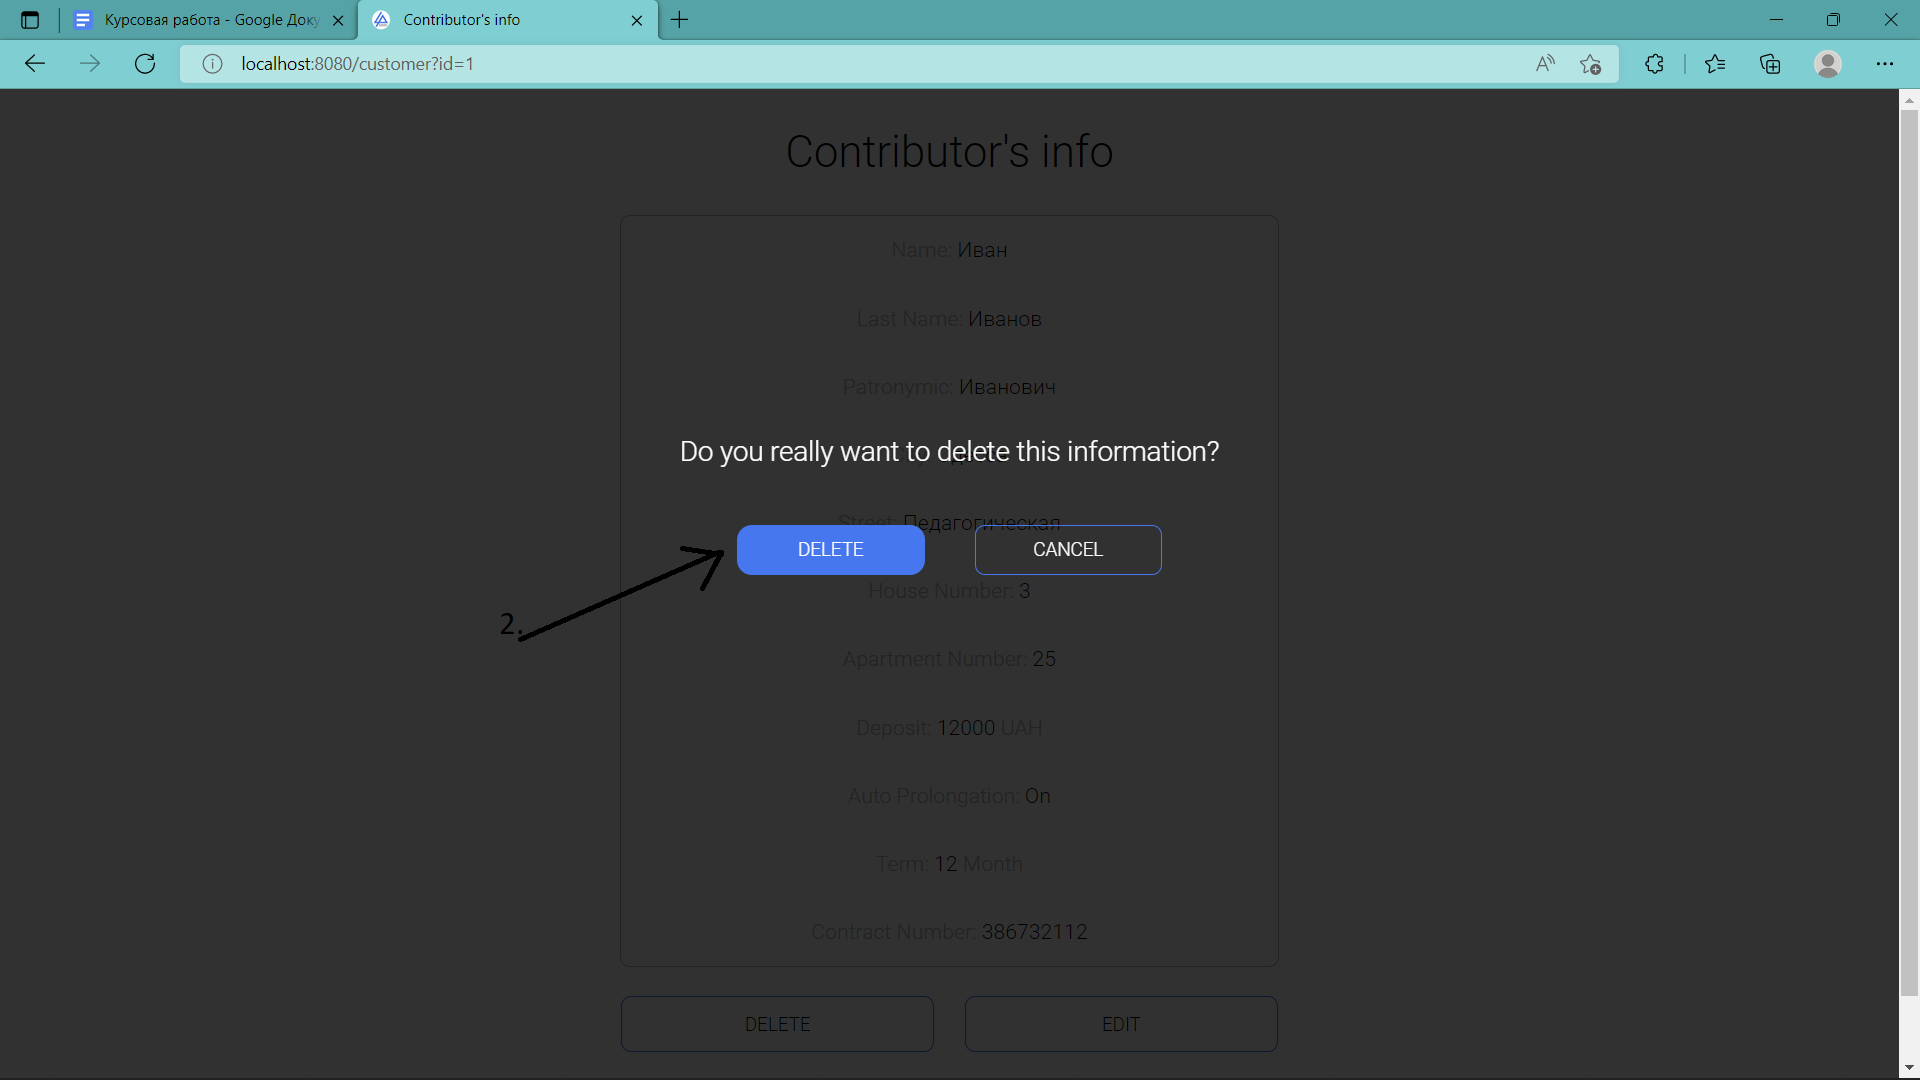 Курсовая работа - Google Доку
Contributor's info
localhost:8080/customer?id=1
Contributor's info
Name: Иван
Last Name: Иванов
Patronymic: Иванович
Do you really want to delete this information?
Street: Педагогическая
DELETE CANCEL
House Number: 3
2.
Apartment Number: 25
Deposit: 12000 UAH
Auto Prolongation: On
Term: 12 Month
Contract Number: 386732112
DELETE EDIT